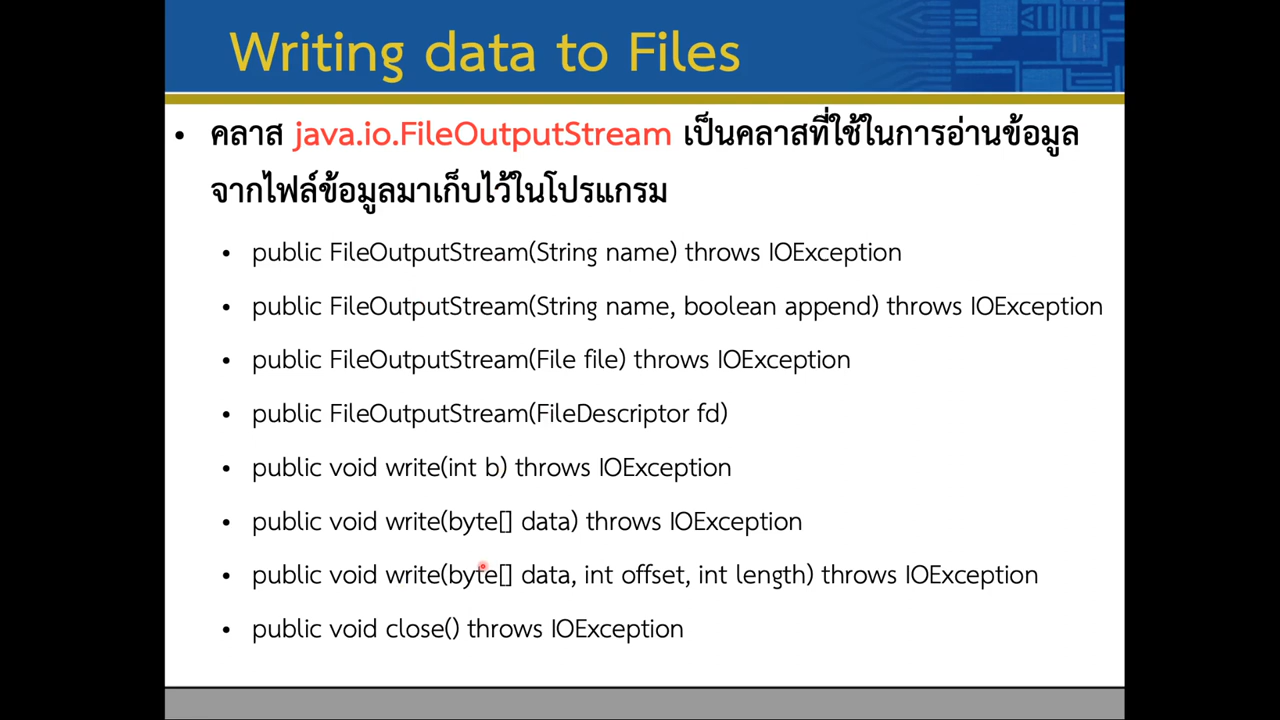 Writing data to Files
• คลาส java.io.FileOutputStream เป็นคลาสที่ใช้ในการอ่านข้อมูล
จากไฟล์ข้อมูลมาเก็บไว้ในโปรแกรม
• public FileOutputStream(String name) throws IOException
• public FileOutputStream(String name, boolean append) throws IOException
• public FileOutputStream(File file) throws IOException
• public FileOutputStream(FileDescriptor fd)
• public void write(int b) throws IOException
• public void write(byte[] data) throws IOException
• public void write(byte[] data, int offset, int length) throws IOException
• public void close() throws IOException